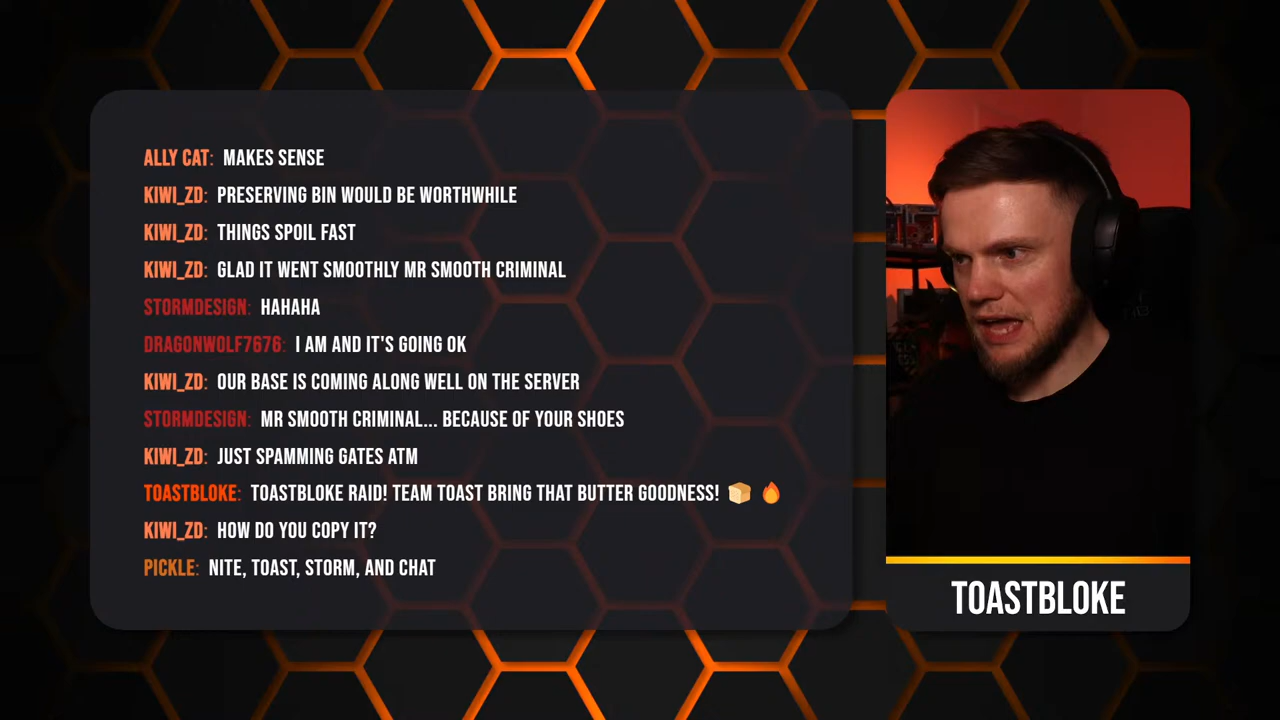 ALLY CAT: MAKES SENSE
KIWI_ZD: PRESERVING BIN WOULD BE WORTHWHILE
KIWI_ZD: THINGS SPOIL FAST
KIWI_ZD: GLAD IT WENT SMOOTHLY MR SMOOTH CRIMINAL
STORMDESIGN: HAHAHA
DRAGONWOLF7676: I AM AND IT'S GOING OK
KIWI_ZD: OUR BASE IS COMING ALONG WELL ON THE SERVER
STORMDESIGN: MR SMOOTH CRIMINAL... BECAUSE OF YOUR SHOES
KIWI_ZD: JUST SPAMMING GATES ATM
TOASTBLOKE: TOASTBLOKE RAID! TEAM TOAST BRING THAT BUTTER GOODNESS! 🍞 🔥
KIWI_ZD: HOW DO YOU COPY IT?
PICKLE: NITE, TOAST, STORM, AND CHAT
TOASTBLOKE